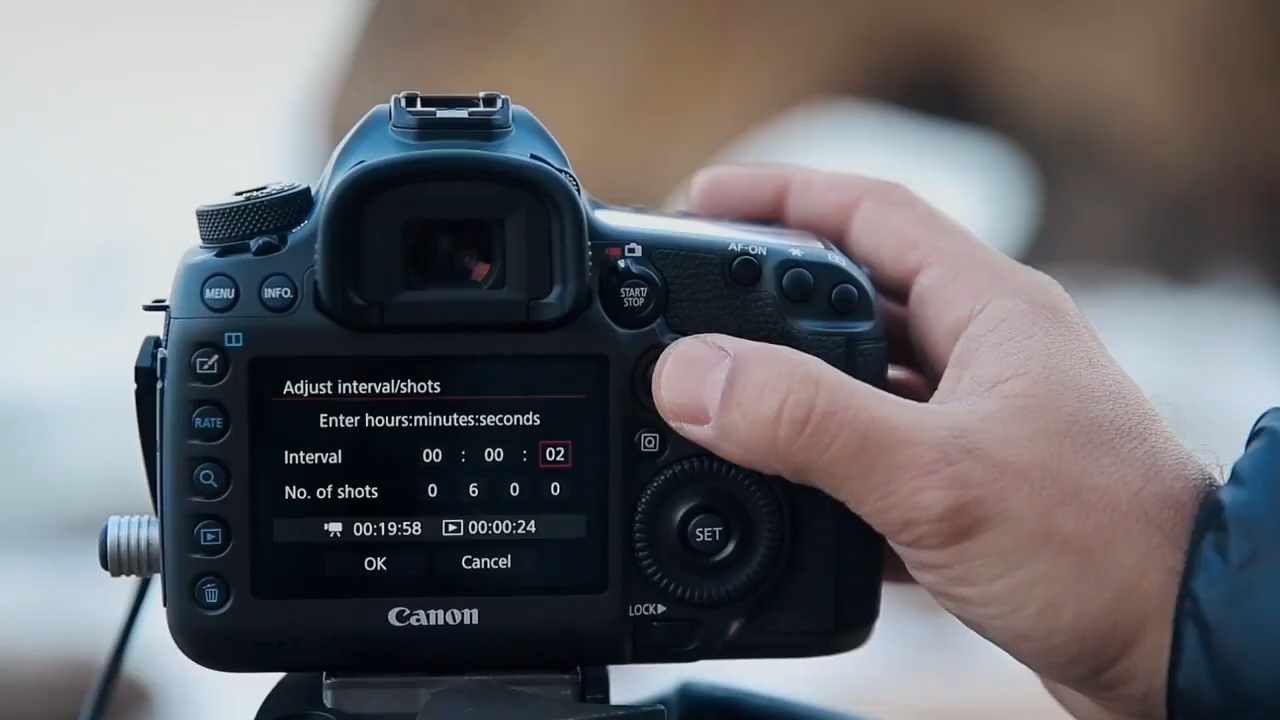 AF-ON
MENU
INFO.
START/
STOP
Adjust interval/shots
Enter hours:minutes:seconds
Interval 00 : 00 : 02
No. of shots 0 6 0 0
00:19:58 00:00:24
OK Cancel
RATE
Q
SET
LOCK
Canon